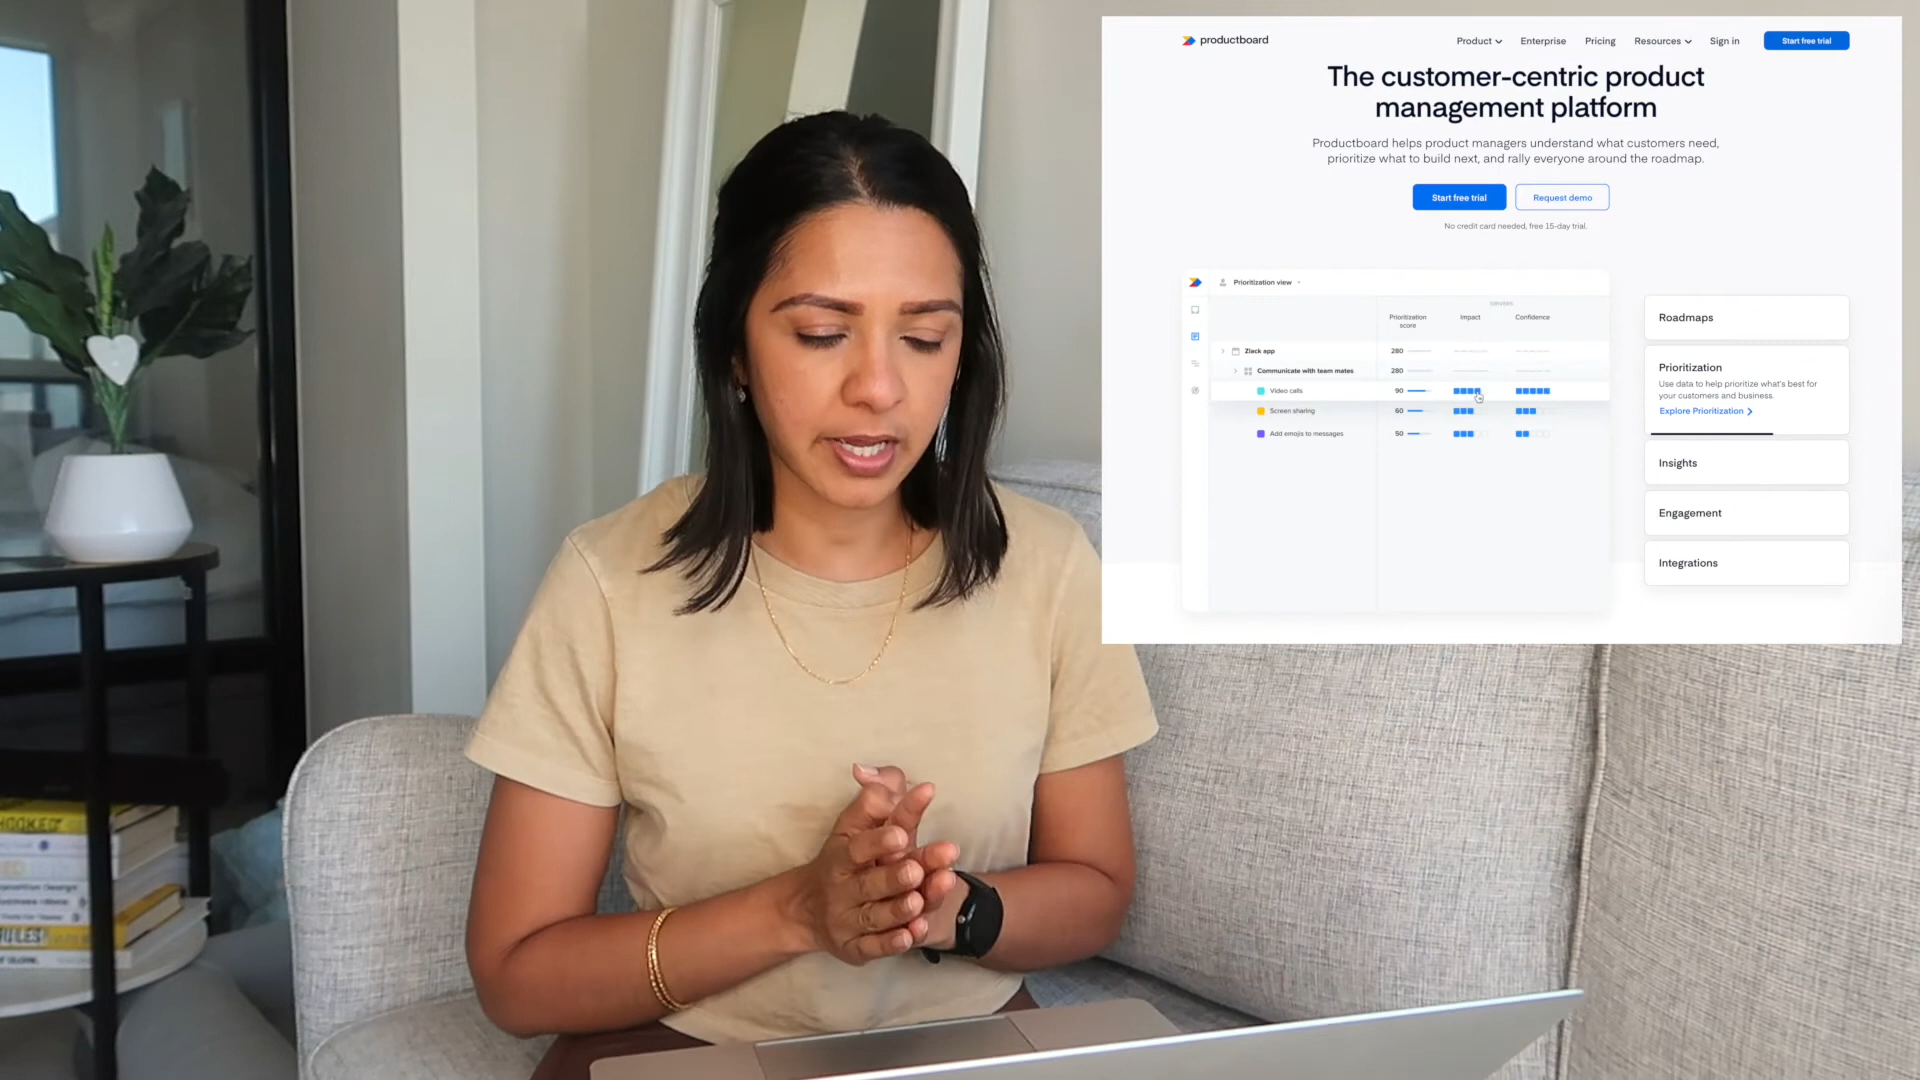 productboard
Product
Enterprise
Pricing
Resources
Sign in
Start free trial
The customer-centric product
management platform
Productboard helps product managers understand what customers need,
prioritize what to build next, and rally everyone around the roadmap.
Start free trial
Request demo
No credit card needed, free 15-day trial.
Prioritization view
DRIVERS
Prioritization
score
Impact
Confidence
Zlack app
280
Communicate with team mates
280
Video calls
90
Screen sharing
60
Add emojis to messages
50
Roadmaps
Prioritization
Use data to help prioritize what's best for
your customers and business.
Explore Prioritization
Insights
Engagement
Integrations
HOOKED
Design
RULES